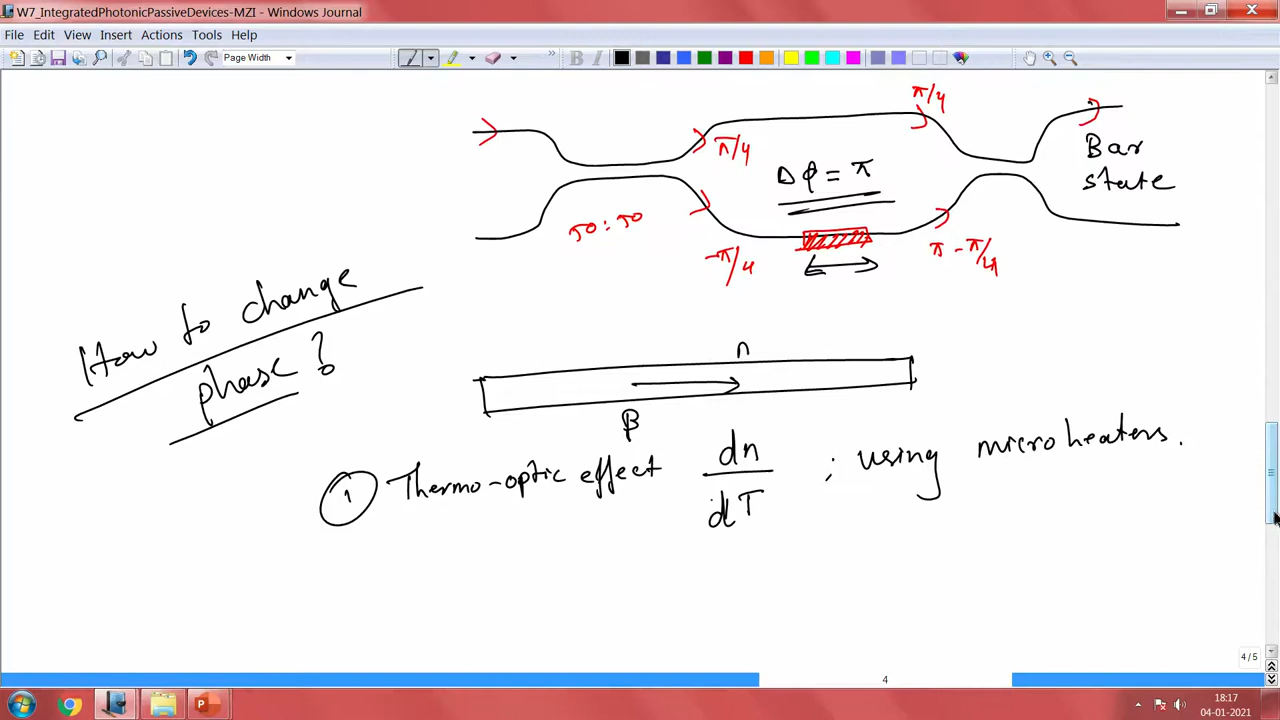 W7_IntegratedPhotonicPassiveDevices-MZI - Windows Journal
File Edit View Insert Actions Tools Help
Page Width
π/4
π/4
Δφ = π
Bar
state
50:50
-π/4
π - π/4
How to change
phase?
n
β
① Thermo-optic effect dn/dT ; using microheaters.
4/5
4
18:17
04-01-2021